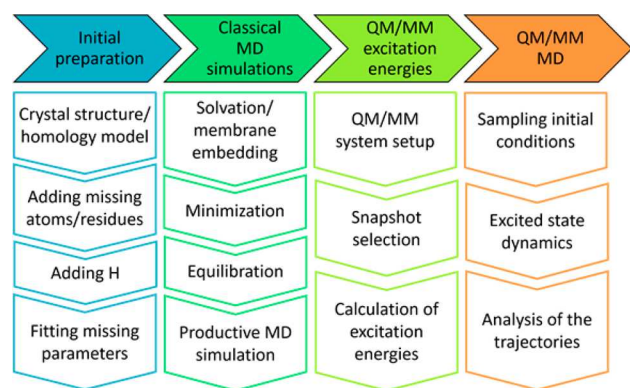 Initial
preparation
Classical
MD
simulations
QM/MM
excitation
energies
QM/MM
MD
Crystal structure/
homology model
Adding missing
atoms/residues
Adding H
Fitting missing
parameters
Solvation/
membrane
embedding
Minimization
Equilibration
Productive MD
simulation
QM/MM
system setup
Snapshot
selection
Calculation of
excitation
energies
Sampling initial
conditions
Excited state
dynamics
Analysis of the
trajectories